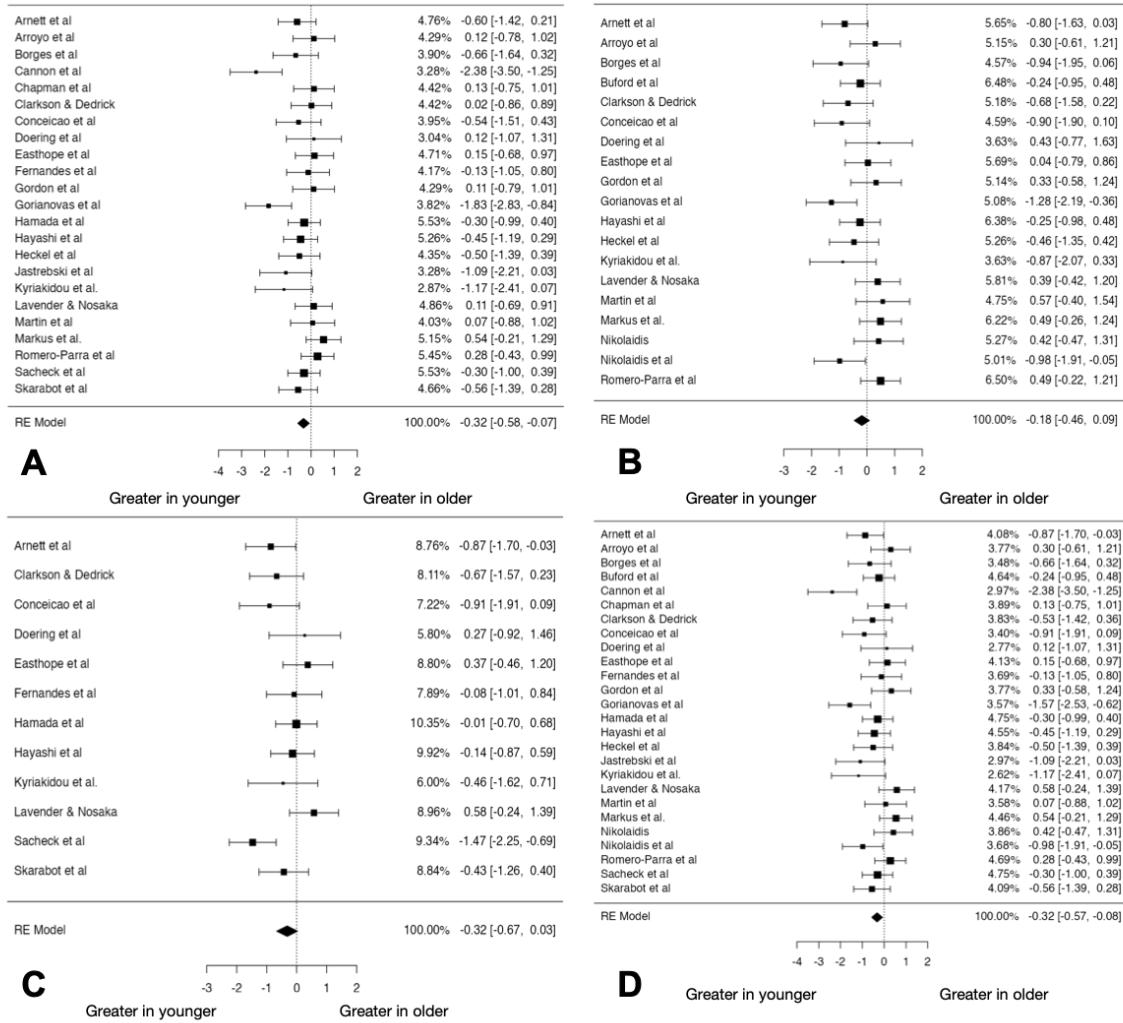 Arnett et al 4.76% -0.60 [-1.42, 0.21]
Arroyo et al 4.29% 0.12 [-0.78, 1.02]
Borges et al 3.90% -0.66 [-1.64, 0.32]
Cannon et al 3.28% -2.38 [-3.50, -1.25]
Chapman et al 4.42% 0.13 [-0.75, 1.01]
Clarkson & Dedrick 4.42% 0.02 [-0.86, 0.89]
Conceicao et al 3.95% -0.54 [-1.51, 0.43]
Doering et al 3.04% 0.12 [-1.07, 1.31]
Easthope et al 4.71% 0.15 [-0.68, 0.97]
Fernandes et al 4.17% -0.13 [-1.05, 0.80]
Gordon et al 4.29% 0.11 [-0.79, 1.01]
Gorianovas et al 3.82% -1.83 [-2.83, -0.84]
Hamada et al 5.53% -0.30 [-0.99, 0.40]
Hayashi et al 5.26% -0.45 [-1.19, 0.29]
Heckel et al 4.35% -0.50 [-1.39, 0.39]
Jastrebski et al 3.28% -1.09 [-2.21, 0.03]
Kyriakidou et al. 2.87% -1.17 [-2.41, 0.07]
Lavender & Nosaka 4.86% 0.11 [-0.69, 0.91]
Martin et al 4.03% 0.07 [-0.88, 1.02]
Markus et al. 5.15% 0.54 [-0.21, 1.29]
Romero-Parra et al 5.45% 0.28 [-0.43, 0.99]
Sacheck et al 5.53% -0.30 [-1.00, 0.39]
Skarabot et al 4.66% -0.56 [-1.39, 0.28]
RE Model 100.00% -0.32 [-0.58, -0.07]
-4 -3 -2 -1 0 1 2
A
Greater in younger Greater in older
Arnett et al 5.65% -0.80 [-1.63, 0.03]
Arroyo et al 5.15% 0.30 [-0.61, 1.21]
Borges et al 4.57% -0.94 [-1.95, 0.06]
Buford et al 6.48% -0.24 [-0.95, 0.48]
Clarkson & Dedrick 5.18% -0.68 [-1.58, 0.22]
Conceicao et al 4.59% -0.90 [-1.90, 0.10]
Doering et al 3.63% 0.43 [-0.77, 1.63]
Easthope et al 5.69% 0.04 [-0.79, 0.86]
Gordon et al 5.14% 0.33 [-0.58, 1.24]
Gorianovas et al 5.08% -1.28 [-2.19, -0.36]
Hayashi et al 6.38% -0.25 [-0.98, 0.48]
Heckel et al 5.26% -0.46 [-1.35, 0.42]
Kyriakidou et al. 3.63% -0.87 [-2.07, 0.33]
Lavender & Nosaka 5.81% 0.39 [-0.42, 1.20]
Martin et al 4.75% 0.57 [-0.40, 1.54]
Markus et al. 6.22% 0.49 [-0.26, 1.24]
Nikolaidis 5.27% 0.42 [-0.47, 1.31]
Nikolaidis et al 5.01% -0.98 [-1.91, -0.05]
Romero-Parra et al 6.50% 0.49 [-0.22, 1.21]
RE Model 100.00% -0.18 [-0.46, 0.09]
-3 -2 -1 0 1 2
B
Greater in younger Greater in older
Arnett et al 8.76% -0.87 [-1.70, -0.03]
Clarkson & Dedrick 8.11% -0.67 [-1.57, 0.23]
Conceicao et al 7.22% -0.91 [-1.91, 0.09]
Doering et al 5.80% 0.27 [-0.92, 1.46]
Easthope et al 8.80% 0.37 [-0.46, 1.20]
Fernandes et al 7.89% -0.08 [-1.01, 0.84]
Hamada et al 10.35% -0.01 [-0.70, 0.68]
Hayashi et al 9.92% -0.14 [-0.87, 0.59]
Kyriakidou et al. 6.00% -0.46 [-1.62, 0.71]
Lavender & Nosaka 8.96% 0.58 [-0.24, 1.39]
Sacheck et al 9.34% -1.47 [-2.25, -0.69]
Skarabot et al 8.84% -0.43 [-1.26, 0.40]
RE Model 100.00% -0.32 [-0.67, 0.03]
-3 -2 -1 0 1 2
C
Greater in younger Greater in older
Arnett et al 4.08% -0.87 [-1.70, -0.03]
Arroyo et al 3.77% 0.30 [-0.61, 1.21]
Borges et al 3.48% -0.66 [-1.64, 0.32]
Buford et al 4.64% -0.24 [-0.95, 0.48]
Cannon et al 2.97% -2.38 [-3.50, -1.25]
Chapman et al 3.89% 0.13 [-0.75, 1.01]
Clarkson & Dedrick 3.83% -0.53 [-1.42, 0.36]
Conceicao et al 3.40% -0.91 [-1.91, 0.09]
Doering et al 2.77% 0.12 [-1.07, 1.31]
Easthope et al 4.13% 0.15 [-0.68, 0.97]
Fernandes et al 3.69% -0.13 [-1.05, 0.80]
Gordon et al 3.77% 0.33 [-0.58, 1.24]
Gorianovas et al 3.57% -1.57 [-2.53, -0.62]
Hamada et al 4.75% -0.30 [-0.99, 0.40]
Hayashi et al 4.55% -0.45 [-1.19, 0.29]
Heckel et al 3.84% -0.50 [-1.39, 0.39]
Jastrebski et al 2.97% -1.09 [-2.21, 0.03]
Kyriakidou et al. 2.62% -1.17 [-2.41, 0.07]
Lavender & Nosaka 4.17% 0.58 [-0.24, 1.39]
Martin et al 3.58% 0.07 [-0.88, 1.02]
Markus et al. 4.46% 0.54 [-0.21, 1.29]
Nikolaidis 3.86% 0.42 [-0.47, 1.31]
Nikolaidis et al 3.68% -0.98 [-1.91, -0.05]
Romero-Parra et al 4.69% 0.28 [-0.43, 0.99]
Sacheck et al 4.75% -0.30 [-1.00, 0.39]
Skarabot et al 4.09% -0.56 [-1.39, 0.28]
RE Model 100.00% -0.32 [-0.57, -0.08]
-4 -3 -2 -1 0 1 2
D
Greater in younger Greater in older